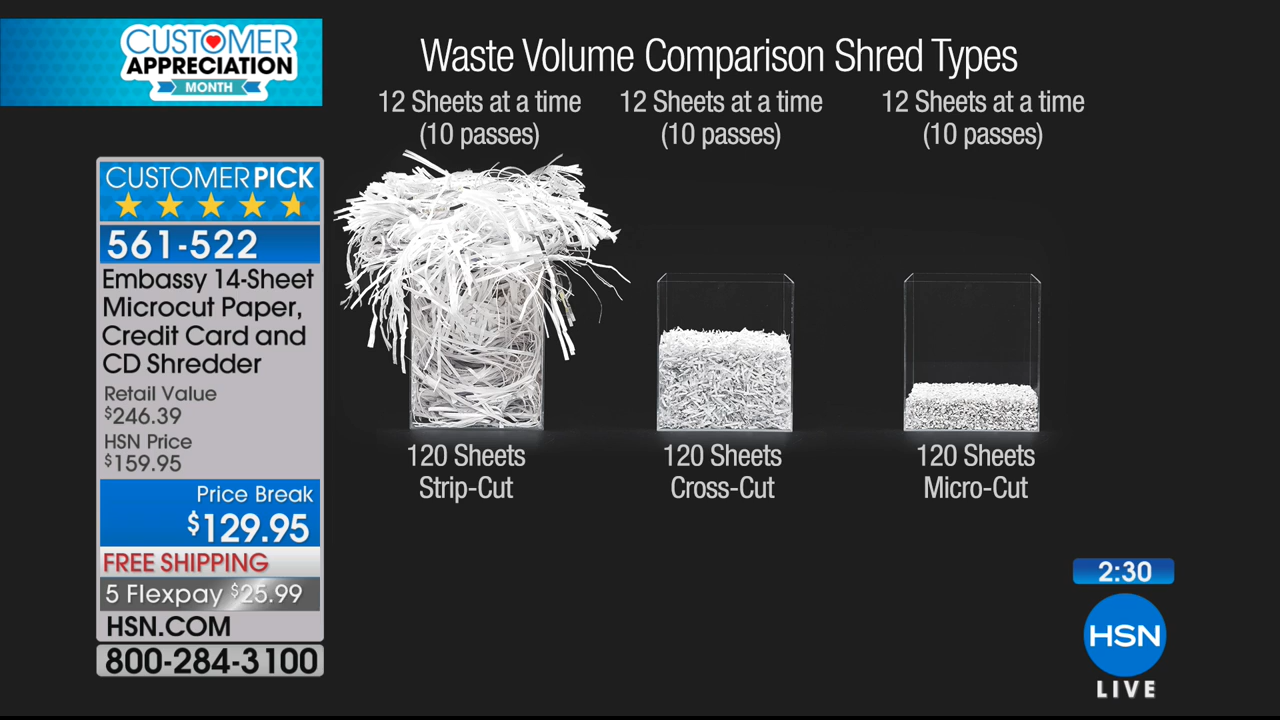 CUSTOMER
APPRECIATION
MONTH
Waste Volume Comparison Shred Types
12 Sheets at a time
(10 passes)
12 Sheets at a time
(10 passes)
12 Sheets at a time
(10 passes)
CUSTOMER PICK
561-522
Embassy 14-Sheet
Microcut Paper,
Credit Card and
CD Shredder
Retail Value
$246.39
HSN Price
$159.95
Price Break
$129.95
FREE SHIPPING
5 Flexpay $25.99
HSN.COM
800-284-3100
120 Sheets
Strip-Cut
120 Sheets
Cross-Cut
120 Sheets
Micro-Cut
2:30
HSN
LIVE